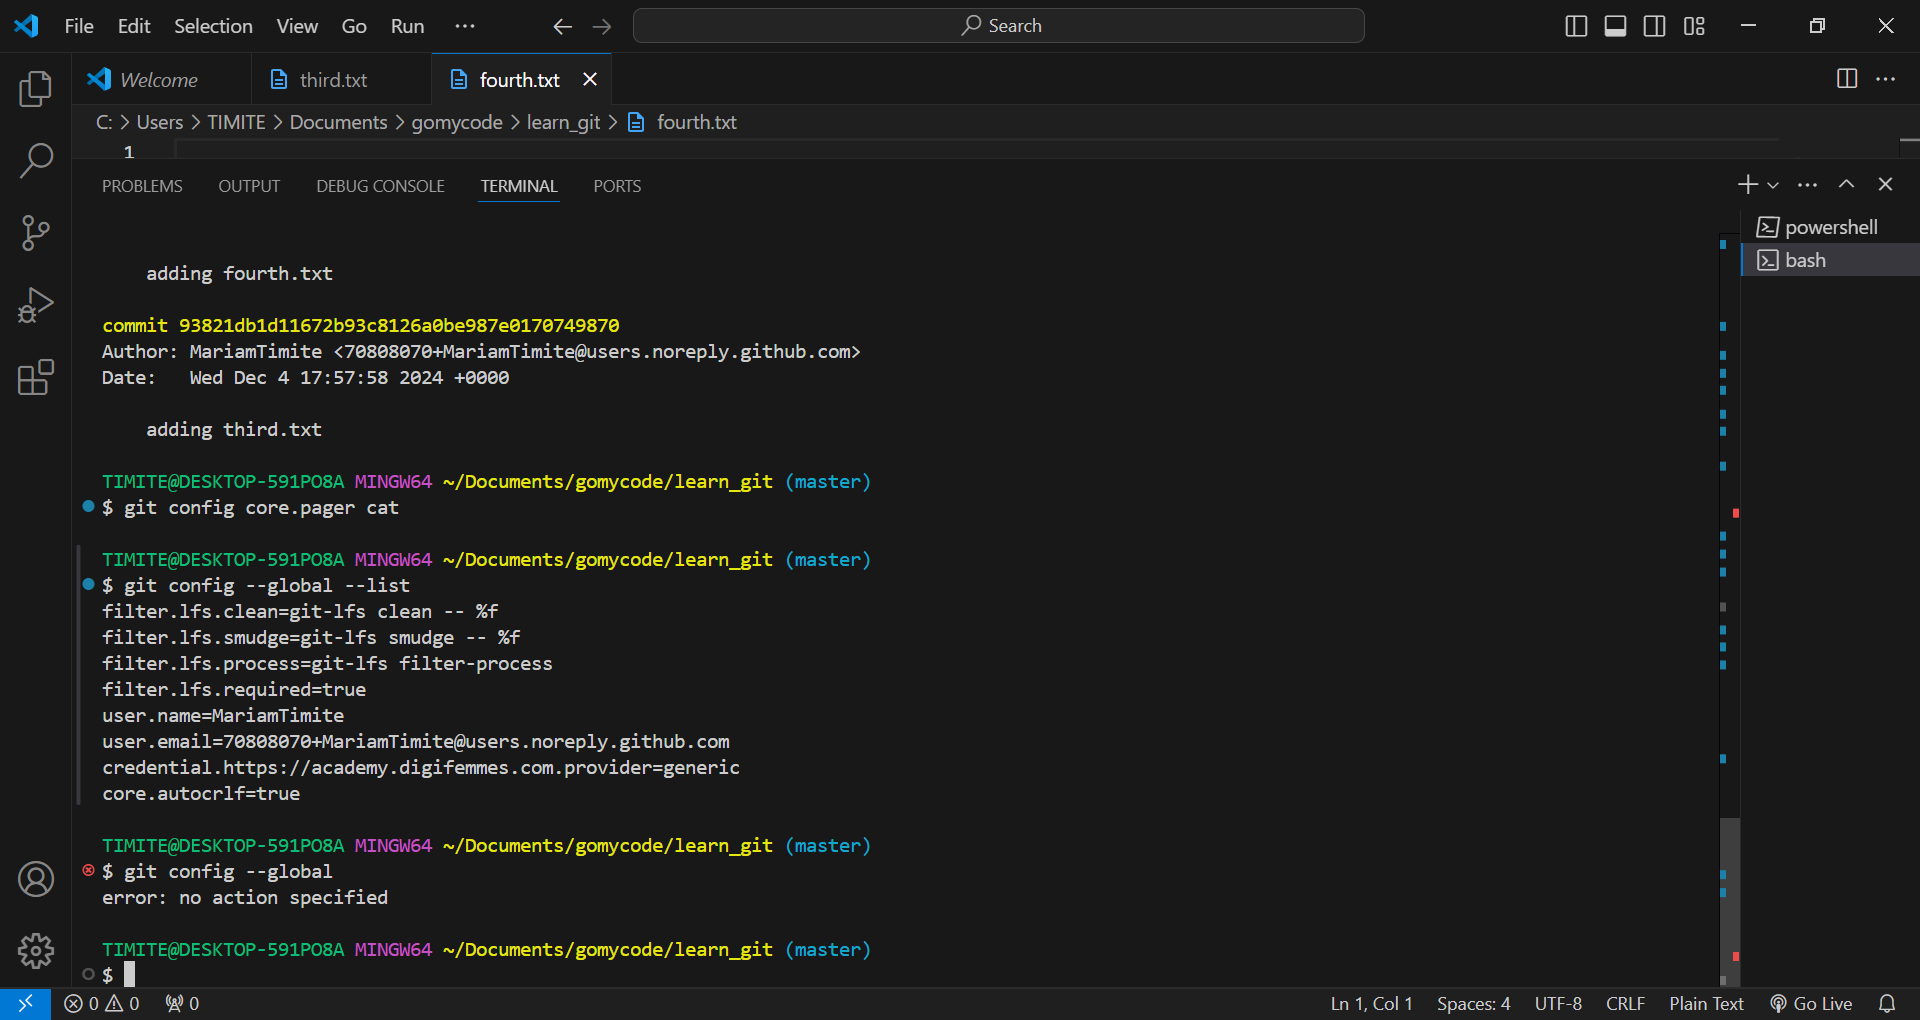 File Edit Selection View Go Run ··· Search
Welcome third.txt fourth.txt
C: > Users > TIMITE > Documents > gomycode > learn_git > fourth.txt
1
PROBLEMS OUTPUT DEBUG CONSOLE TERMINAL PORTS
powershell
bash
adding fourth.txt
commit 93821db1d11672b93c8126a0be987e0170749870
Author: MariamTimite <70808070+MariamTimite@users.noreply.github.com>
Date:   Wed Dec 4 17:57:58 2024 +0000
adding third.txt
TIMITE@DESKTOP-591PO8A MINGW64 ~/Documents/gomycode/learn_git (master)
$ git config core.pager cat
TIMITE@DESKTOP-591PO8A MINGW64 ~/Documents/gomycode/learn_git (master)
$ git config --global --list
filter.lfs.clean=git-lfs clean -- %f
filter.lfs.smudge=git-lfs smudge -- %f
filter.lfs.process=git-lfs filter-process
filter.lfs.required=true
user.name=MariamTimite
user.email=70808070+MariamTimite@users.noreply.github.com
credential.https://academy.digifemmes.com.provider=generic
core.autocrlf=true
TIMITE@DESKTOP-591PO8A MINGW64 ~/Documents/gomycode/learn_git (master)
$ git config --global
error: no action specified
TIMITE@DESKTOP-591PO8A MINGW64 ~/Documents/gomycode/learn_git (master)
$
0 0 0 Ln 1, Col 1 Spaces: 4 UTF-8 CRLF Plain Text Go Live